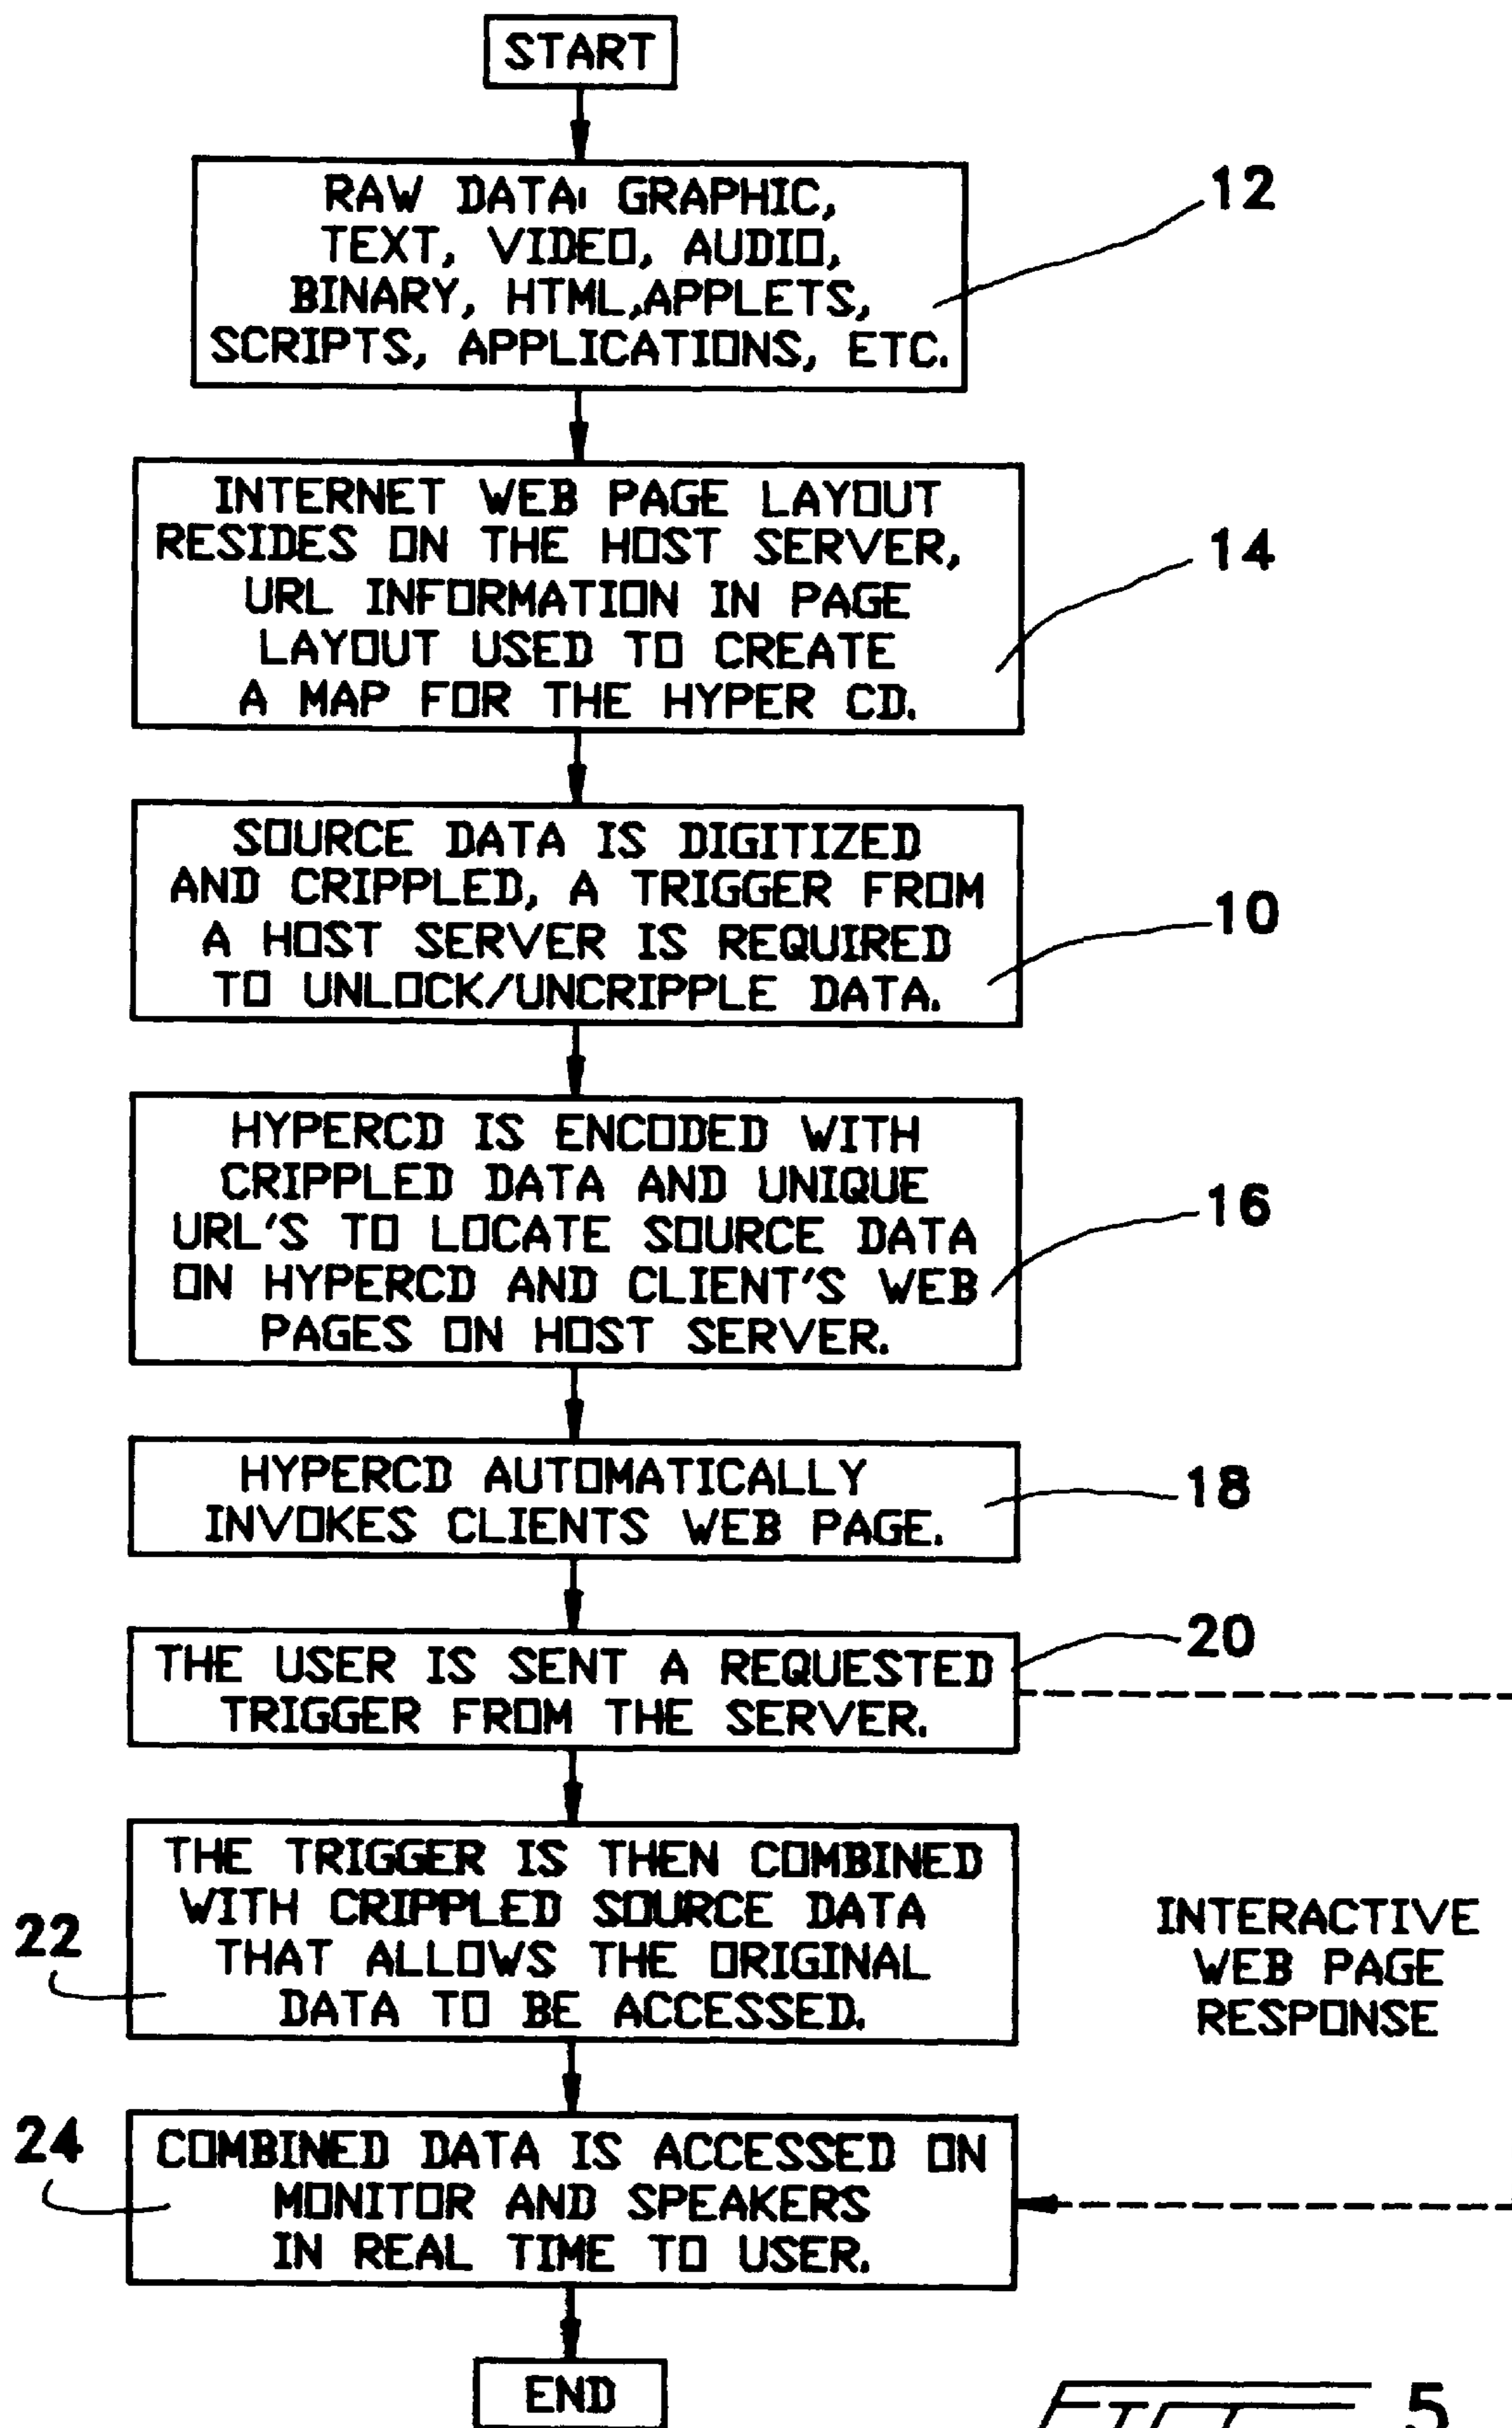 START
RAW DATA: GRAPHIC,
TEXT, VIDEO, AUDIO,
BINARY, HTML,APPLETS,
SCRIPTS, APPLICATIONS, ETC.
12
INTERNET WEB PAGE LAYOUT
RESIDES ON THE HOST SERVER,
URL INFORMATION IN PAGE
LAYOUT USED TO CREATE
A MAP FOR THE HYPER CD.
14
SOURCE DATA IS DIGITIZED
AND CRIPPLED, A TRIGGER FROM
A HOST SERVER IS REQUIRED
TO UNLOCK/UNCRIPPLE DATA.
10
HYPERCD IS ENCODED WITH
CRIPPLED DATA AND UNIQUE
URL'S TO LOCATE SOURCE DATA
ON HYPERCD AND CLIENT'S WEB
PAGES ON HOST SERVER.
16
HYPERCD AUTOMATICALLY
INVOKES CLIENTS WEB PAGE.
18
THE USER IS SENT A REQUESTED
TRIGGER FROM THE SERVER.
20
THE TRIGGER IS THEN COMBINED
WITH CRIPPLED SOURCE DATA
THAT ALLOWS THE ORIGINAL
DATA TO BE ACCESSED.
22
INTERACTIVE
WEB PAGE
RESPONSE
COMBINED DATA IS ACCESSED ON
MONITOR AND SPEAKERS
IN REAL TIME TO USER.
24
END
5